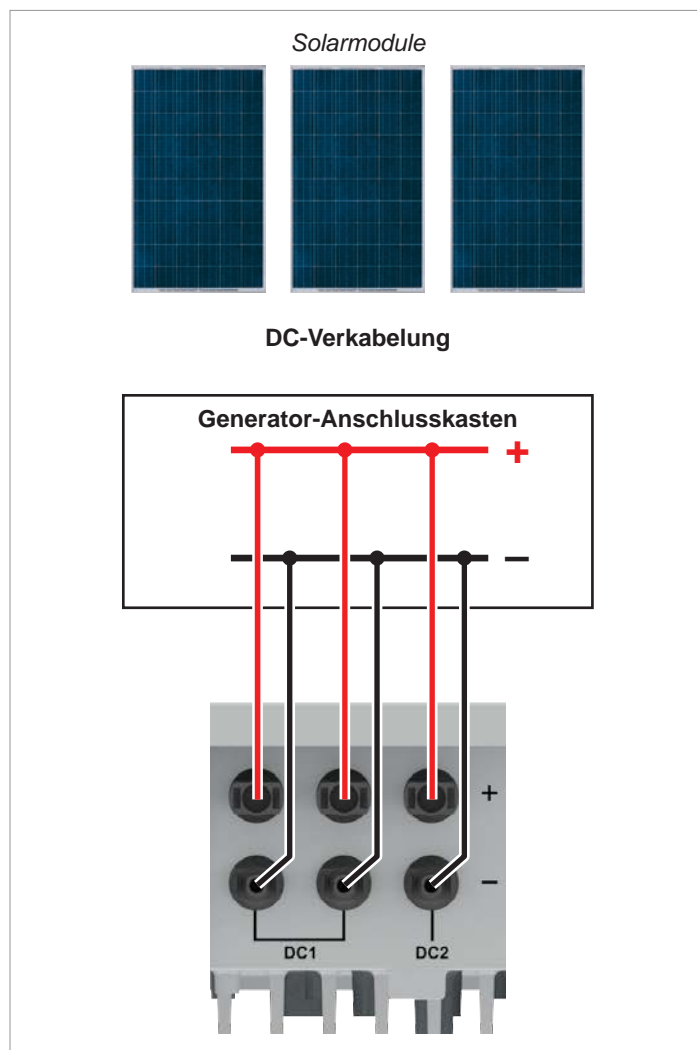 Solarmodule
DC-Verkabelung
Generator-Anschlusskasten
+
−
+
−
DC1 DC2